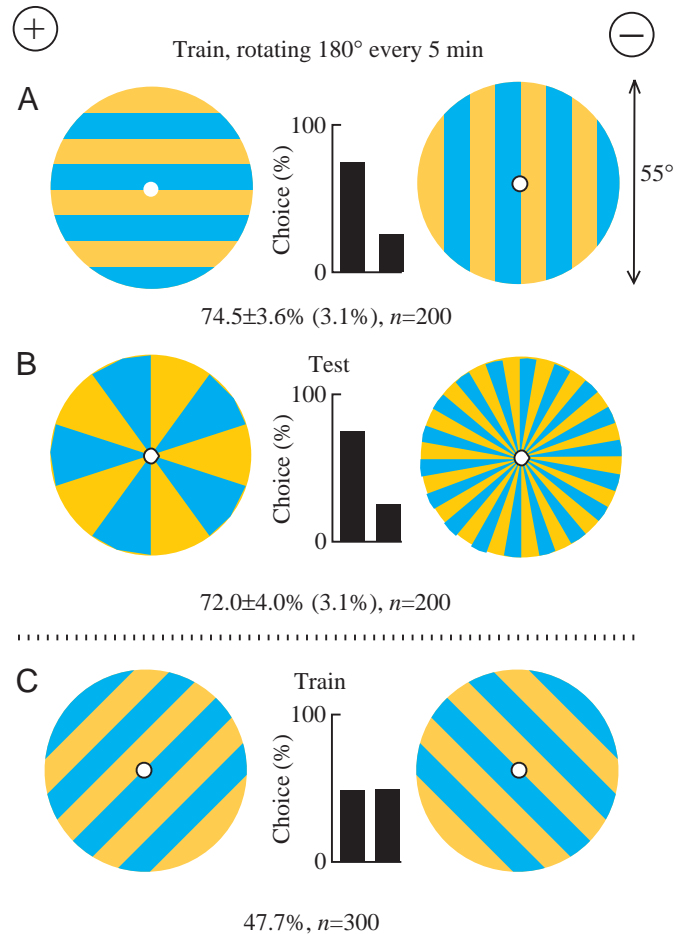 + −
Train, rotating 180° every 5 min
A
100
Choice (%)
0
55°
74.5±3.6% (3.1%), n=200
B
Test
100
Choice (%)
0
72.0±4.0% (3.1%), n=200
C
Train
100
Choice (%)
0
47.7%, n=300